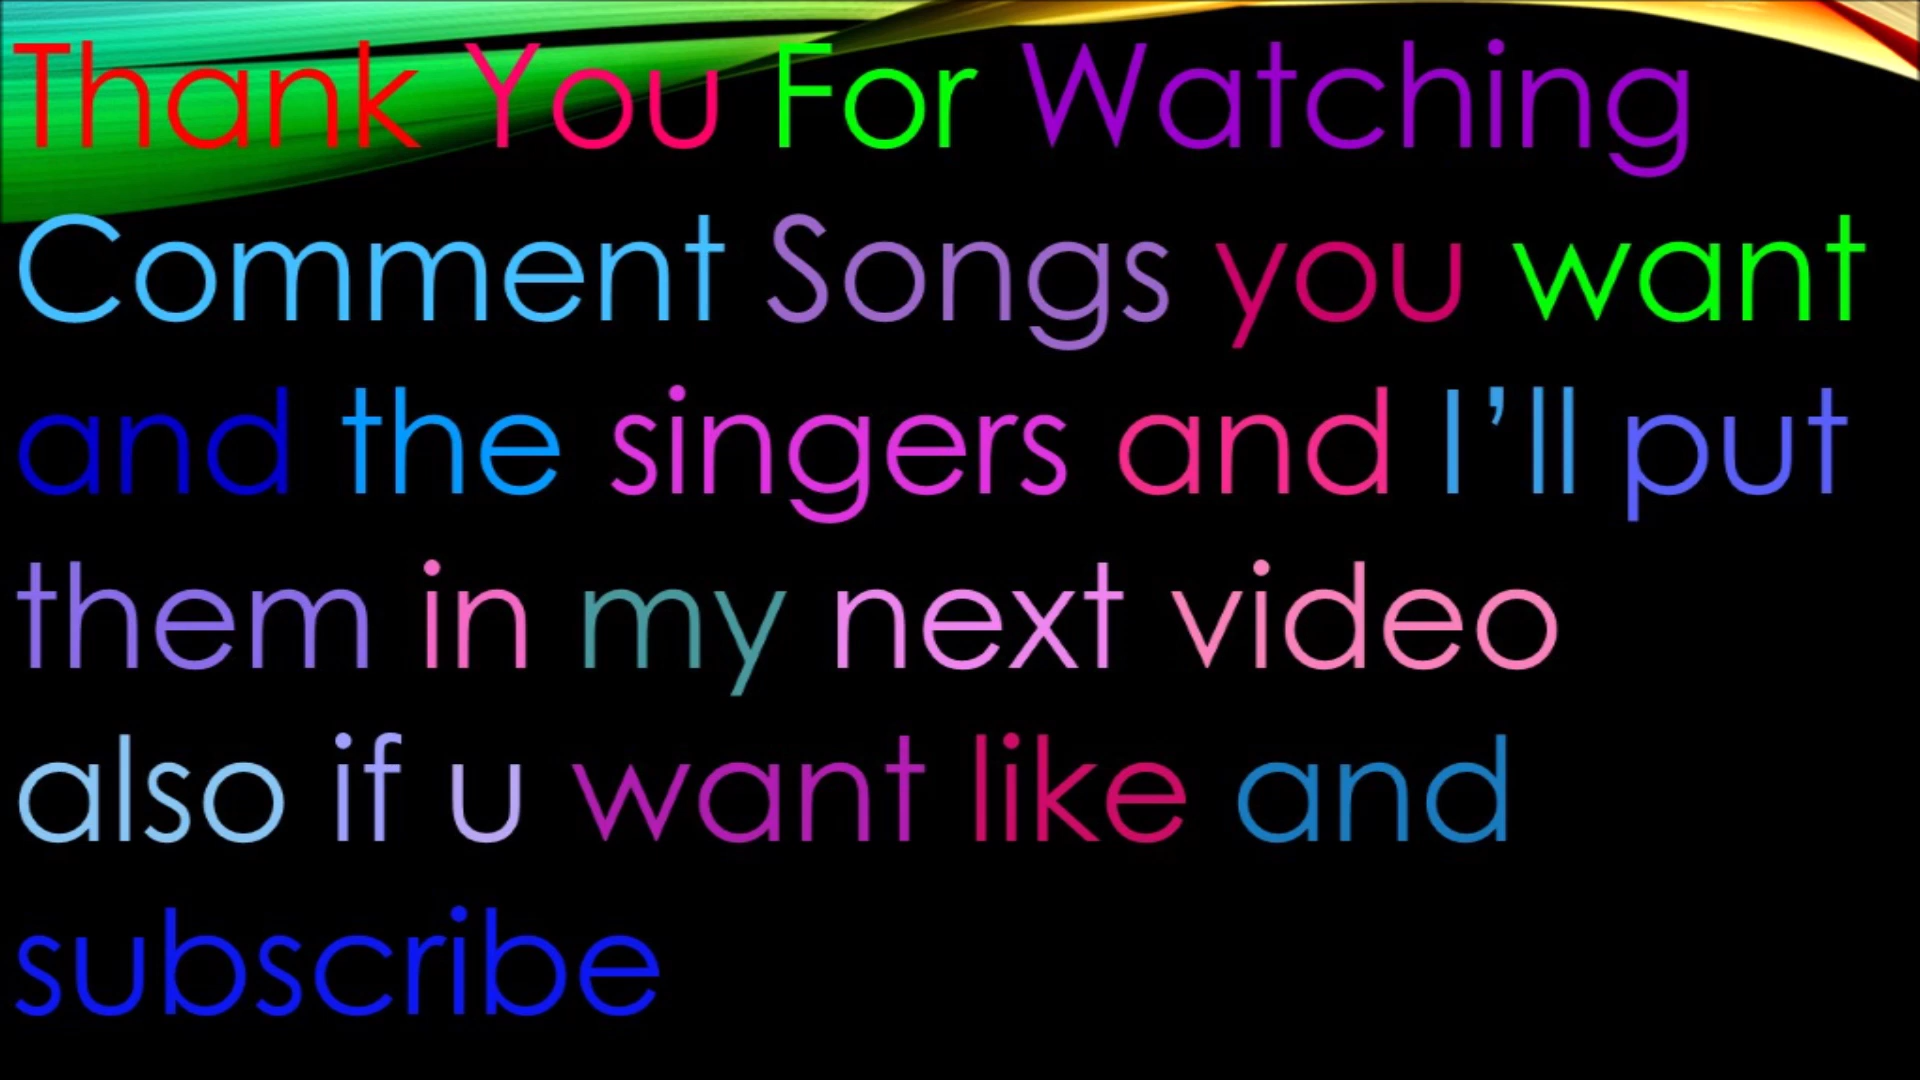 Thank You For Watching
Comment Songs you want
and the singers and I’ll put
them in my next video
also if u want like and
subscribe